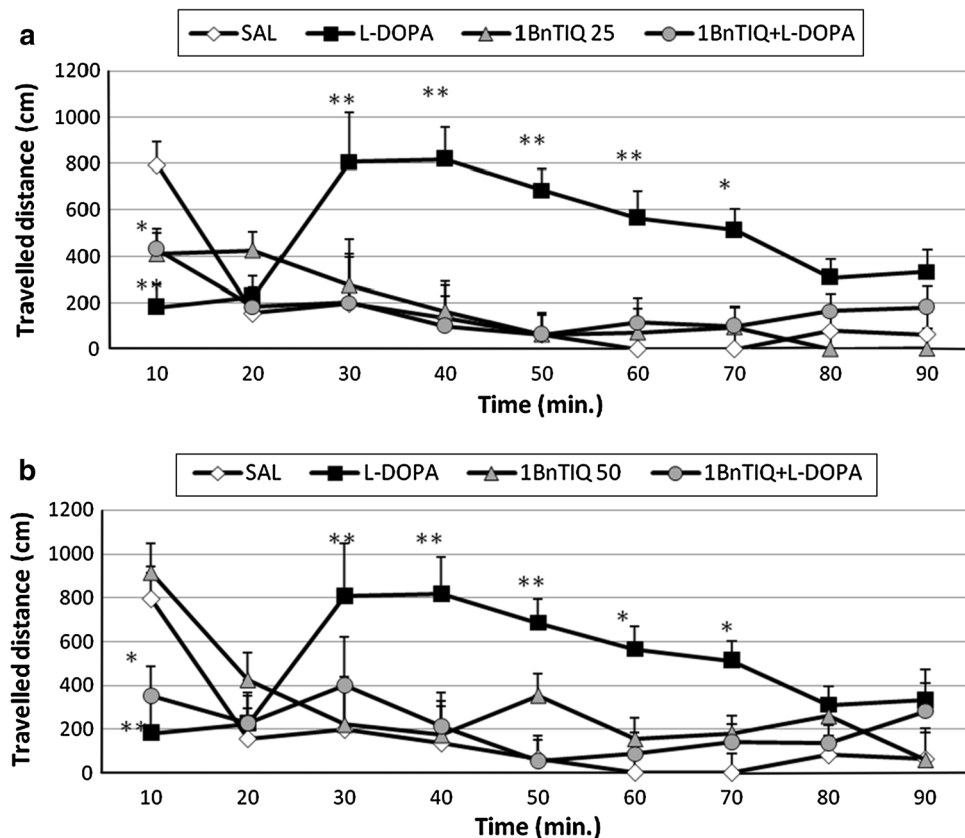 a
SAL L-DOPA 1BnTIQ 25 1BnTIQ+L-DOPA
Travelled distance (cm)
1200
1000
800
600
400
200
0
** ** ** ** *
*
**
10 20 30 40 50 60 70 80 90
Time (min.)
b
SAL L-DOPA 1BnTIQ 50 1BnTIQ+L-DOPA
Travelled distance (cm)
1200
1000
800
600
400
200
0
** ** ** * *
*
**
10 20 30 40 50 60 70 80 90
Time (min.)